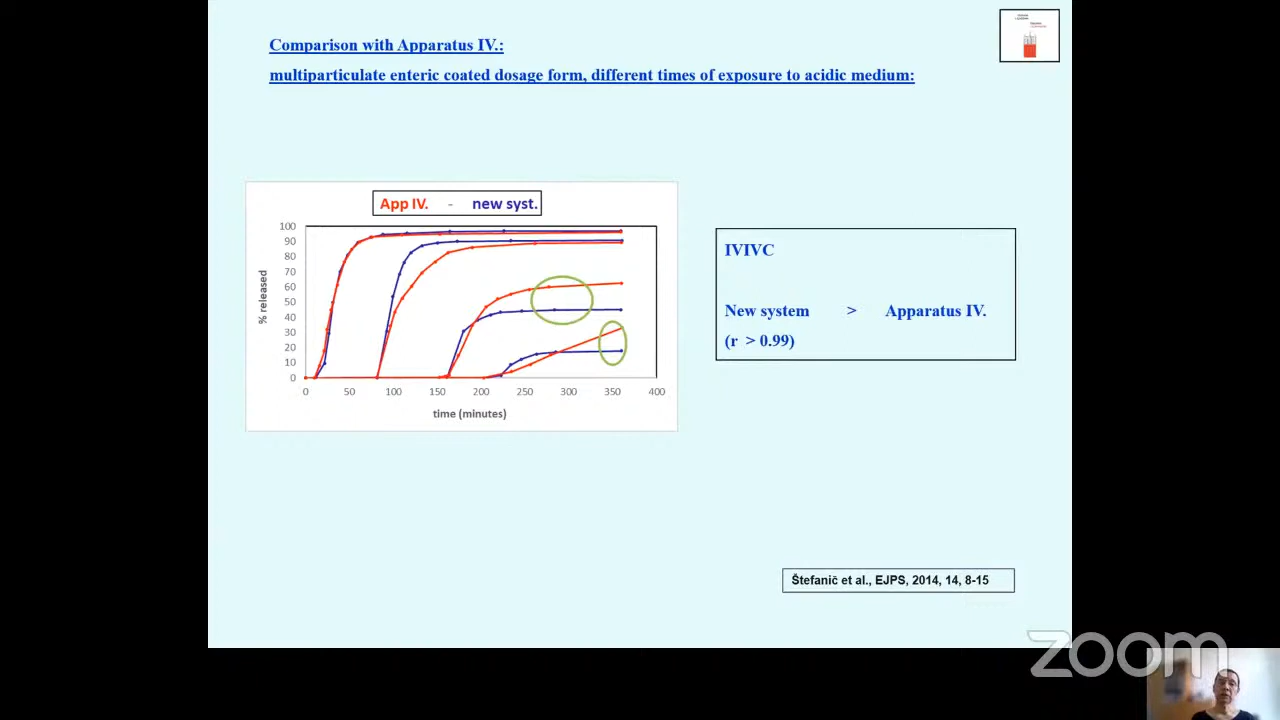 Comparison with Apparatus IV.:
multiparticulate enteric coated dosage form, different times of exposure to acidic medium:
App IV. - new syst.
100
90
80
70
60
50
40
30
20
10
0
% released
0 50 100 150 200 250 300 350 400
time (minutes)
IVIVC
New system > Apparatus IV.
(r > 0.99)
Štefanič et al., EJPS, 2014, 14, 8-15
zoom